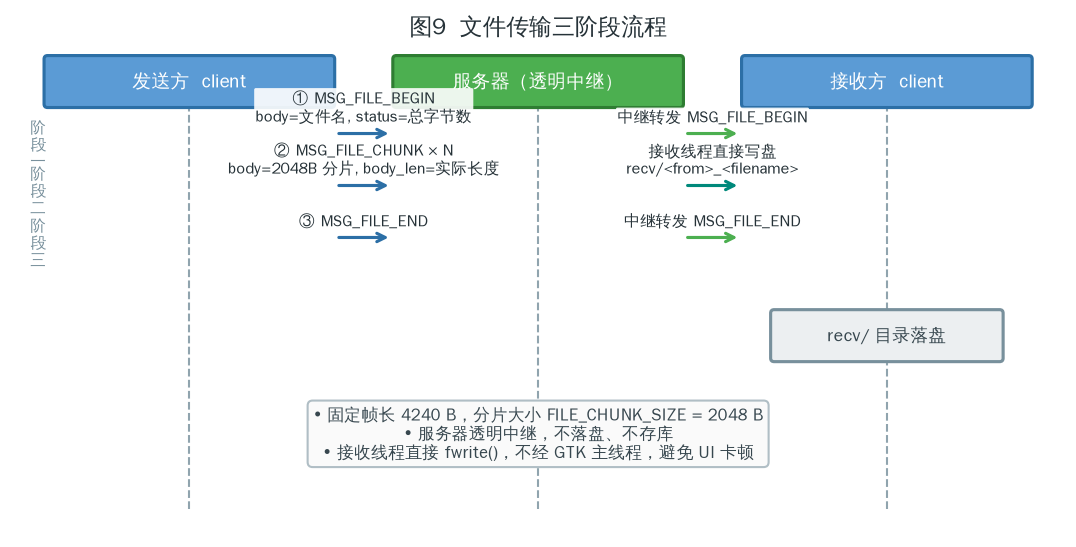 图9  文件传输三阶段流程
发送方  client
服务器（透明中继）
接收方  client
① MSG_FILE_BEGIN
body=文件名, status=总字节数
中继转发 MSG_FILE_BEGIN
② MSG_FILE_CHUNK × N
body=2048B 分片, body_len=实际长度
接收线程直接写盘
recv/<from>_<filename>
③ MSG_FILE_END
中继转发 MSG_FILE_END
阶段一
阶段二
阶段三
recv/ 目录落盘
• 固定帧长 4240 B，分片大小 FILE_CHUNK_SIZE = 2048 B
• 服务器透明中继，不落盘、不存库
• 接收线程直接 fwrite()，不经 GTK 主线程，避免 UI 卡顿